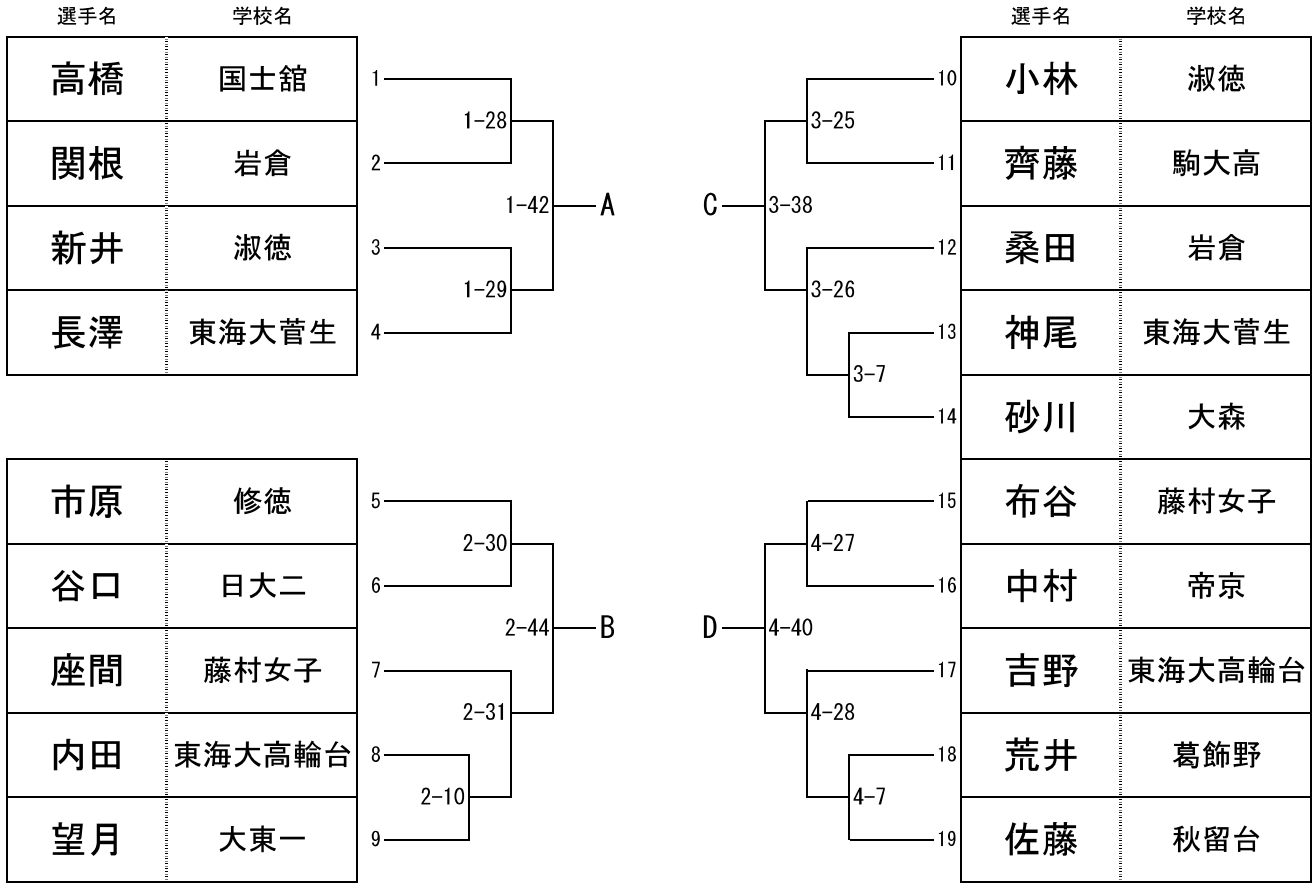 選手名 学校名
高橋 国士舘 1
1-28
関根 岩倉 2
1-42 A
新井 淑徳 3
1-29
長澤 東海大菅生 4
市原 修徳 5
2-30
谷口 日大二 6
2-44 B
座間 藤村女子 7
2-31
内田 東海大高輪台 8
2-10
望月 大東一 9
選手名 学校名
10 小林 淑徳
3-25
11 齊藤 駒大高
C 3-38
12 桑田 岩倉
3-26
13 神尾 東海大菅生
3-7
14 砂川 大森
15 布谷 藤村女子
4-27
16 中村 帝京
D 4-40
17 吉野 東海大高輪台
4-28
18 荒井 葛飾野
4-7
19 佐藤 秋留台